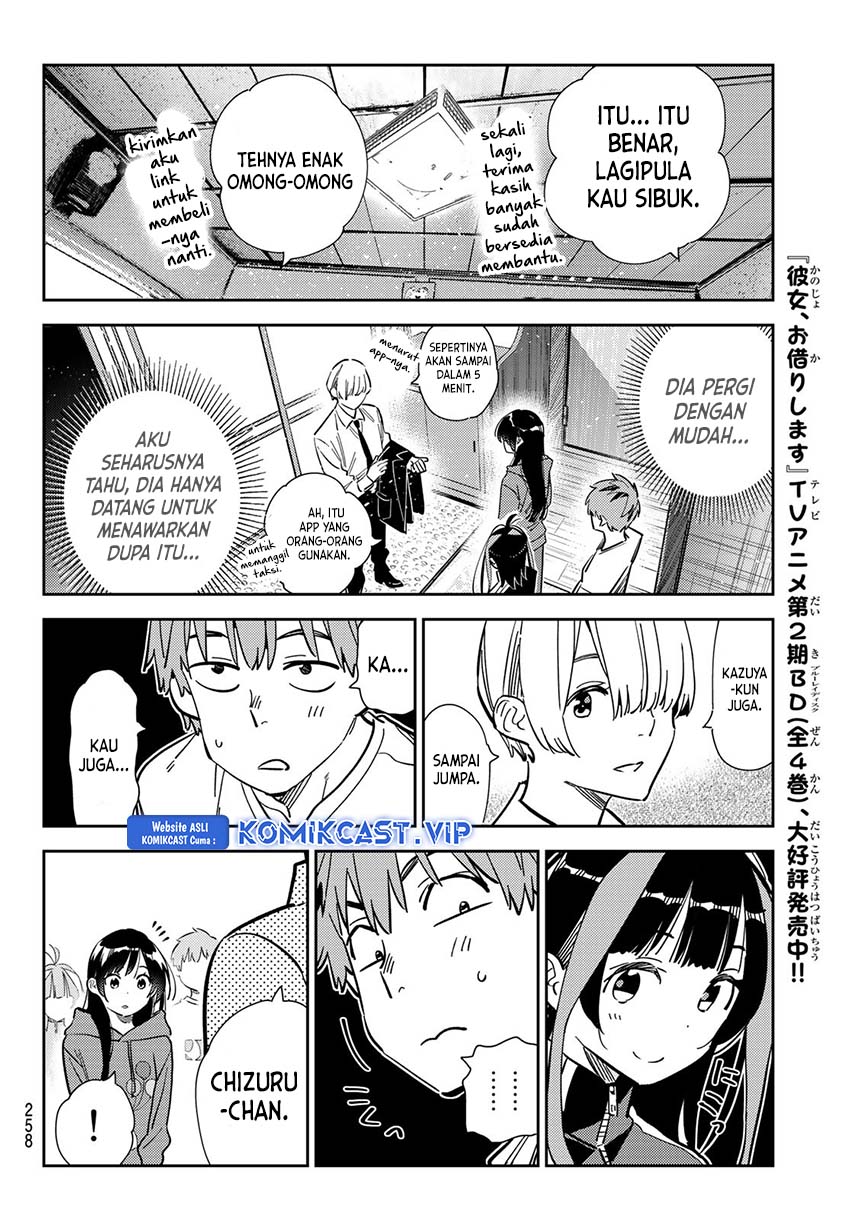 ITU... ITU
BENAR,
LAGIPULA
KAU SIBUK.
sekali
lagi,
terima
kasih
banyak
sudah
bersedia
membantu.
TEHNYA ENAK
OMONG-OMONG
kirimkan
aku
link
untuk
membeli
-nya
nanti.
DIA PERGI
DENGAN
MUDAH...
SEPERTINYA
AKAN SAMPAI
DALAM 5
MENIT.
menurut
app-nya.
AH, ITU
APP YANG
ORANG-ORANG
GUNAKAN.
untuk
memanggil
taksi.
AKU
SEHARUSNYA
TAHU, DIA HANYA
DATANG UNTUK
MENAWARKAN
DUPA ITU...
KAZUYA
-KUN
JUGA.
SAMPAI
JUMPA.
KA...
KAU
JUGA...
Website ASLI
KOMIKCAST Cuma :
KOMIKCAST.VIP
ニコッ
......
CHIZURU
-CHAN.
!
『彼女、お借りします』TVアニメ第2期BD(全4巻)、大好評発売中!!
258